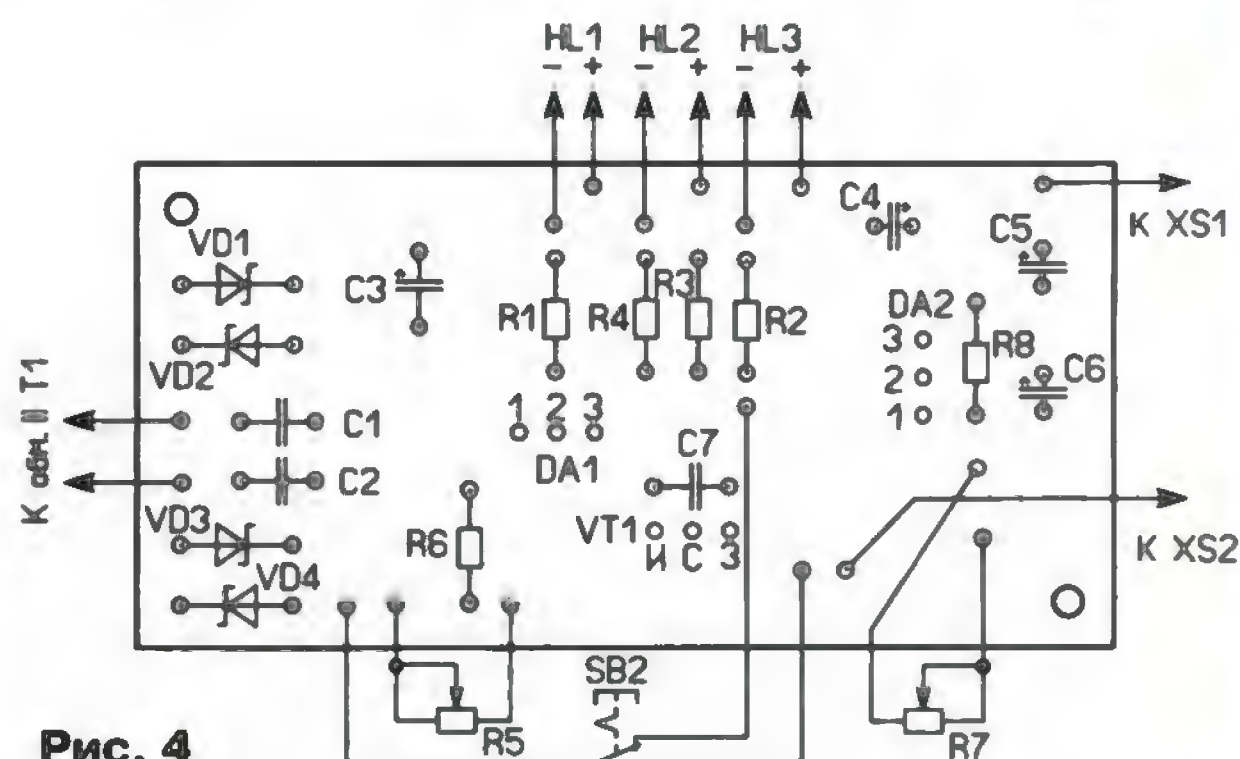 HL1 HL2 HL3
- + - + - +
C4
К XS1
VD1
C5
C3
DA2
R1 R4 R3 R2
3
R8
VD2
2
C6
К обм. II T1
1
C1
1 2 3
DA1
C7
C2
VD3
VT1
И С З
R6
К XS2
VD4
SB2
R5
R7
Рис. 4